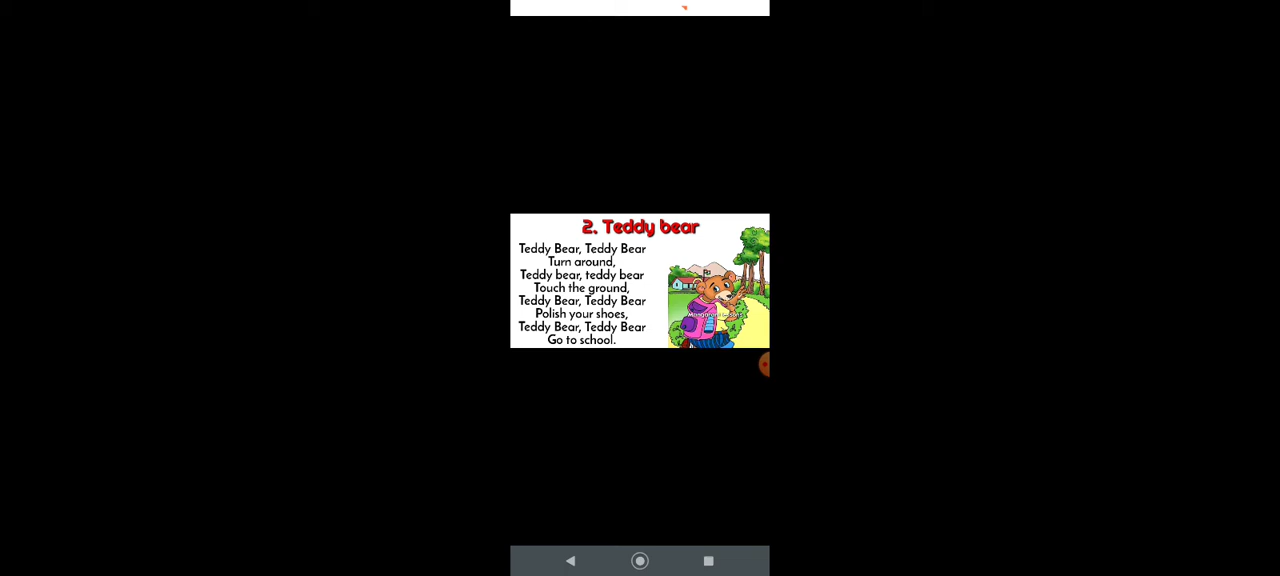 2. Teddy bear
Teddy Bear, Teddy Bear
Turn around,
Teddy bear, teddy bear
Touch the ground,
Teddy Bear, Teddy Bear
Polish your shoes,
Teddy Bear, Teddy Bear
Go to school.